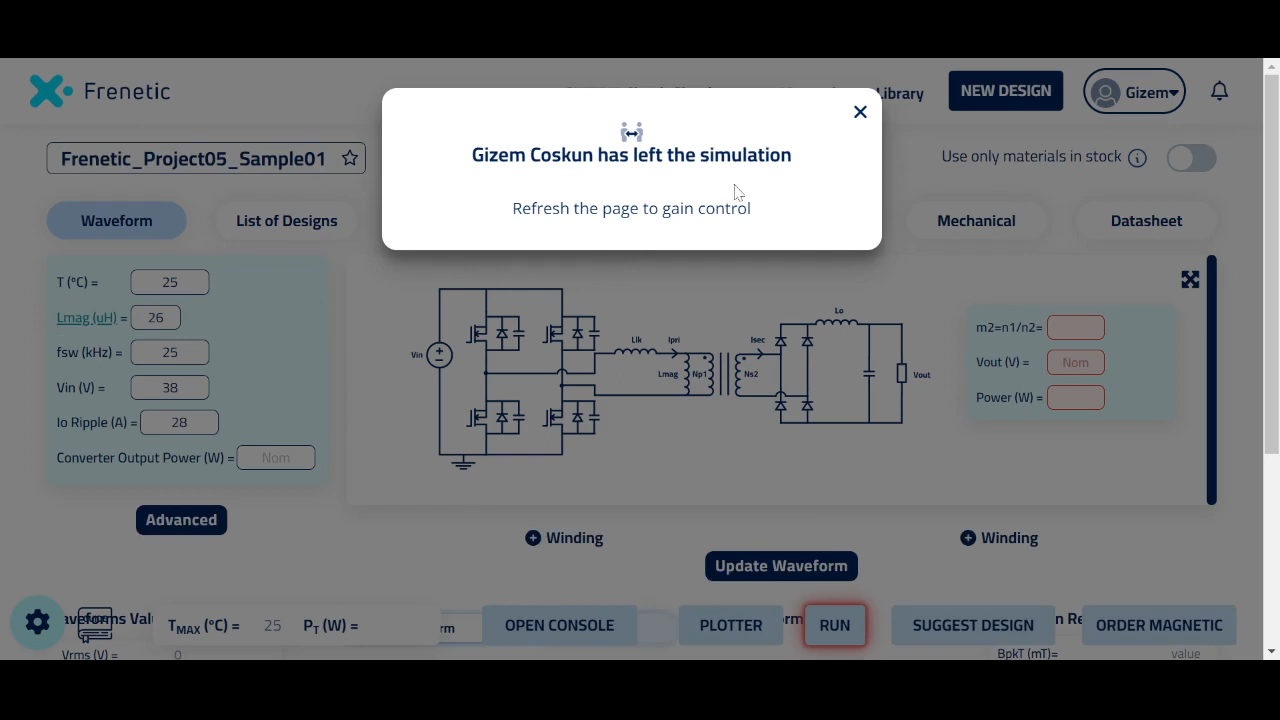 Frenetic
Library
NEW DESIGN
Gizem
Gizem Coskun has left the simulation
Refresh the page to gain control
Frenetic_Project05_Sample01
Use only materials in stock
Waveform
List of Designs
Mechanical
Datasheet
T (ºC) = 25
Lmag (uH) = 26
fsw (kHz) = 25
Vin (V) = 38
Io Ripple (A) = 28
Converter Output Power (W) = Nom
Advanced
Vin
Llk
Ipri
Lmag
Np1
Ns2
Isec
Lo
Vout
m2=n1/n2=
Vout (V) = Nom
Power (W) =
Winding
Winding
Update Waveform
TMAX (ºC) = 25 PT (W) =
OPEN CONSOLE
PLOTTER
RUN
SUGGEST DESIGN
ORDER MAGNETIC
Vrms (V) = 0
BpkT (mT)= value